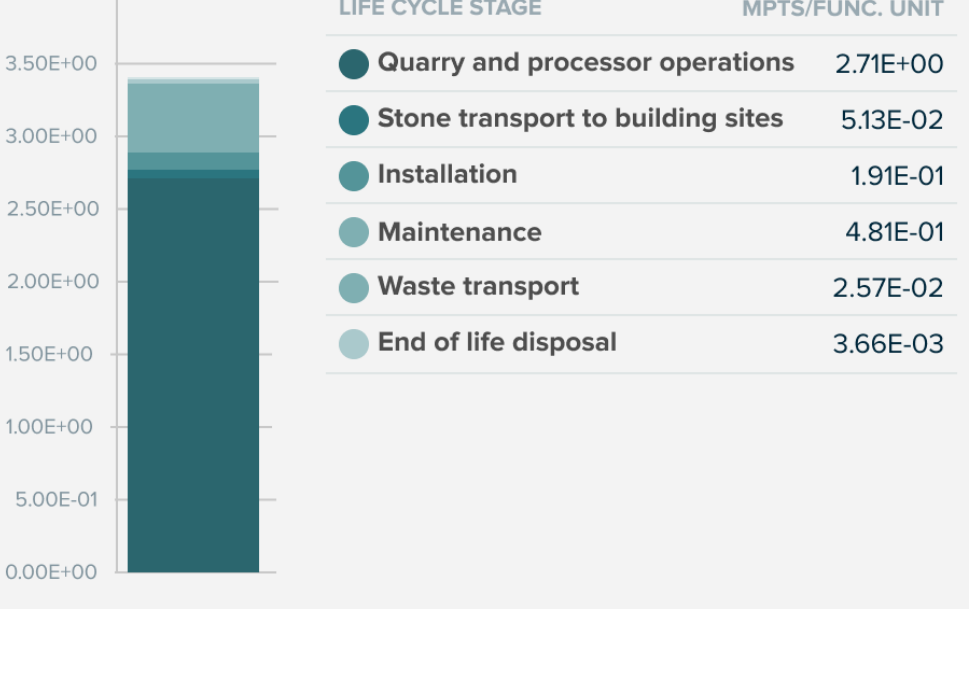 LIFE CYCLE STAGE MPTS/FUNC. UNIT
3.50E+00
3.00E+00
2.50E+00
2.00E+00
1.50E+00
1.00E+00
5.00E-01
0.00E+00
Quarry and processor operations 2.71E+00
Stone transport to building sites 5.13E-02
Installation 1.91E-01
Maintenance 4.81E-01
Waste transport 2.57E-02
End of life disposal 3.66E-03